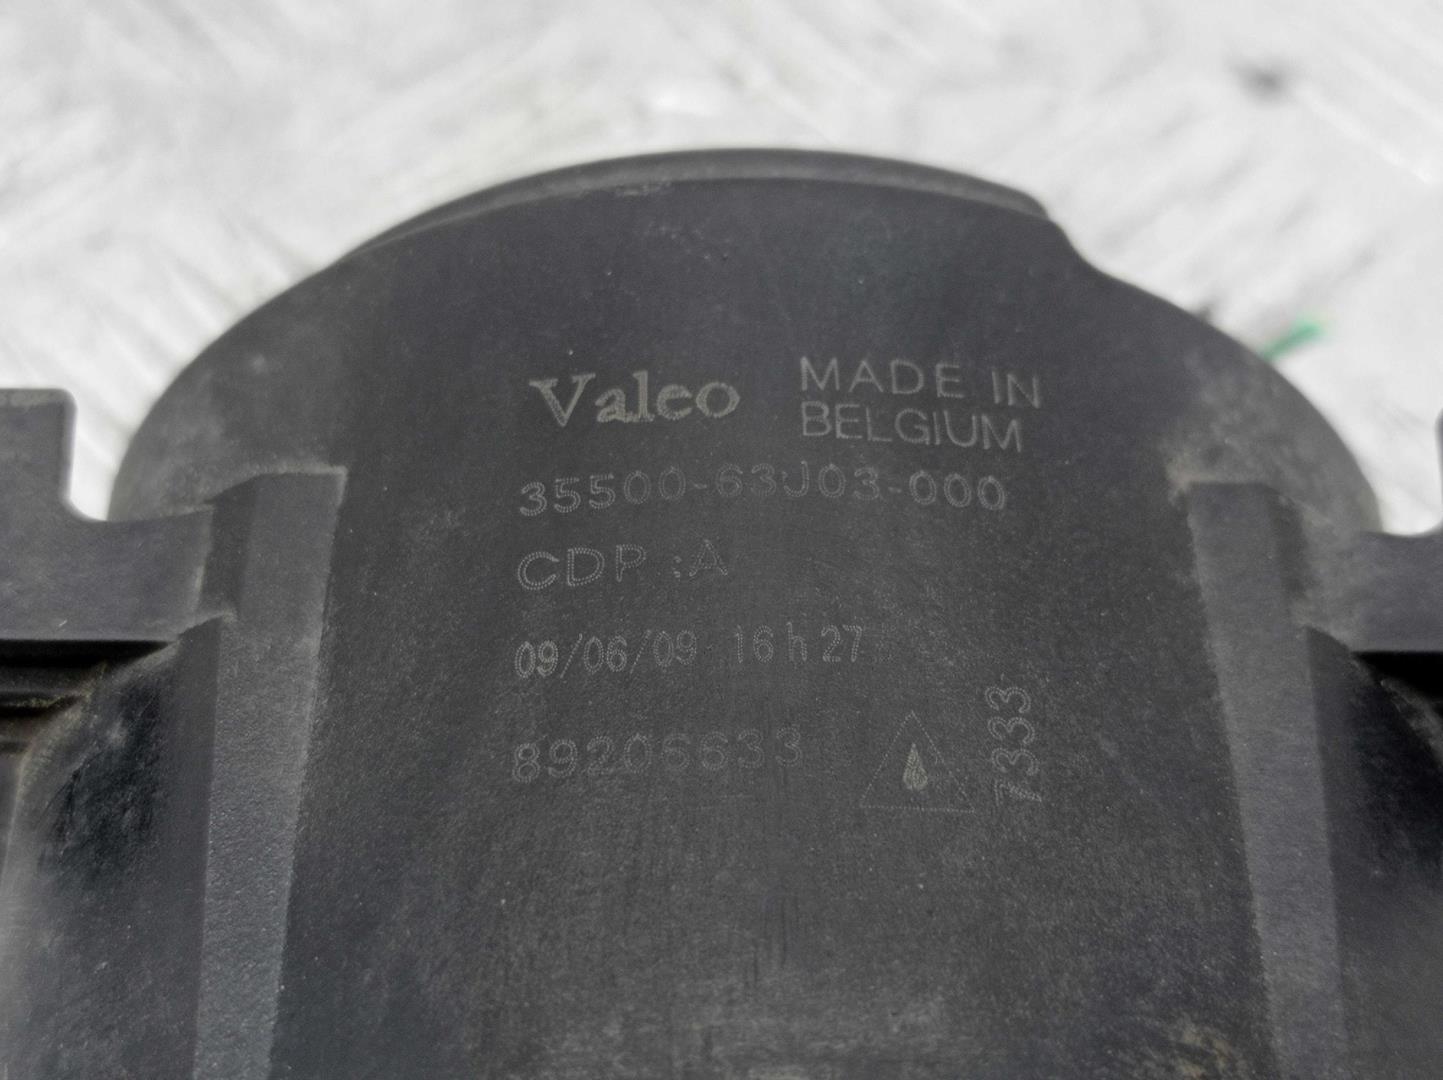 Valeo MADE IN
BELGIUM
35500-63J03-000
CDP :A
09/06/09 16 h 27
89206633
7333